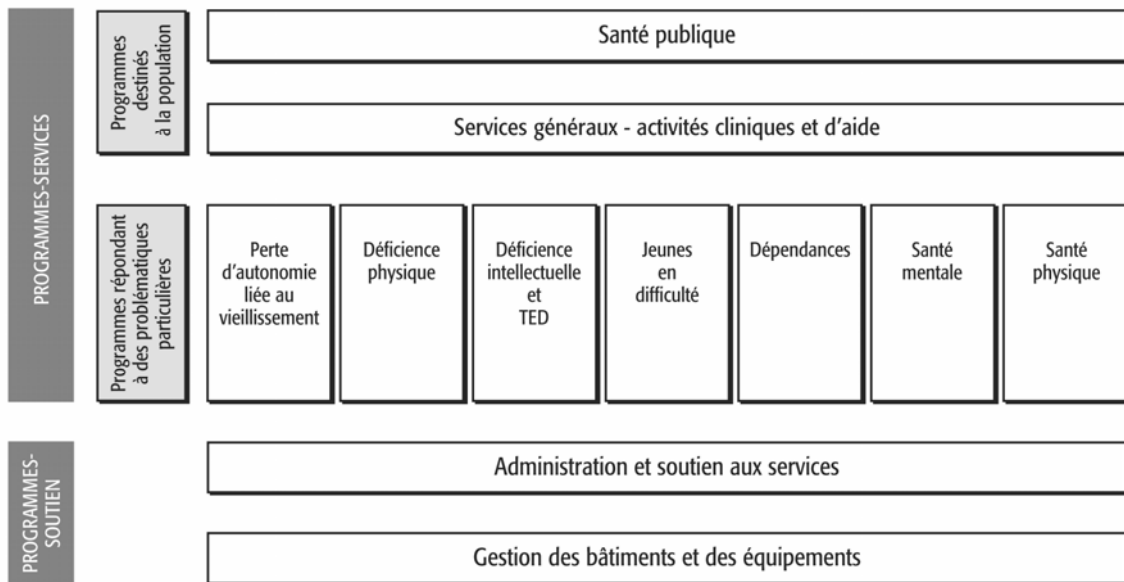 PROGRAMMES-SERVICES
Programmes
destinés
à la population
Santé publique
Services généraux - activités cliniques et d'aide
Programmes répondant
à des problématiques
particulières
Perte
d'autonomie
liée au
vieillissement
Déficience
physique
Déficience
intellectuelle
et
TED
Jeunes
en
difficulté
Dépendances
Santé
mentale
Santé
physique
PROGRAMMES-
SOUTIEN
Administration et soutien aux services
Gestion des bâtiments et des équipements